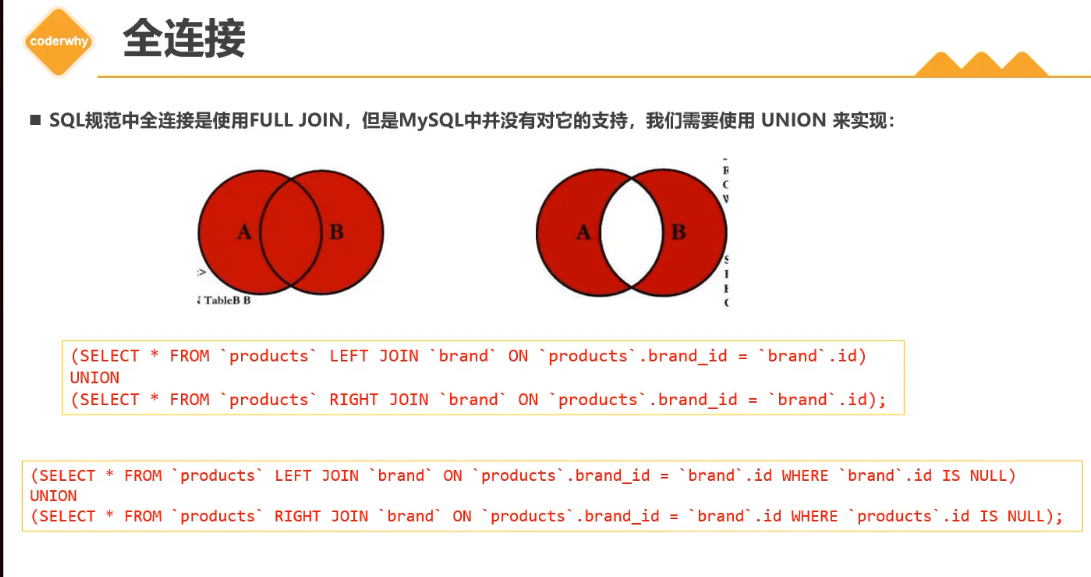 coderwhy
全连接
■ SQL规范中全连接是使用FULL JOIN，但是MySQL中并没有对它的支持，我们需要使用 UNION 来实现：
A B
A B
TableB B
(SELECT * FROM `products` LEFT JOIN `brand` ON `products`.brand_id = `brand`.id)
UNION
(SELECT * FROM `products` RIGHT JOIN `brand` ON `products`.brand_id = `brand`.id);
(SELECT * FROM `products` LEFT JOIN `brand` ON `products`.brand_id = `brand`.id WHERE `brand`.id IS NULL)
UNION
(SELECT * FROM `products` RIGHT JOIN `brand` ON `products`.brand_id = `brand`.id WHERE `products`.id IS NULL);